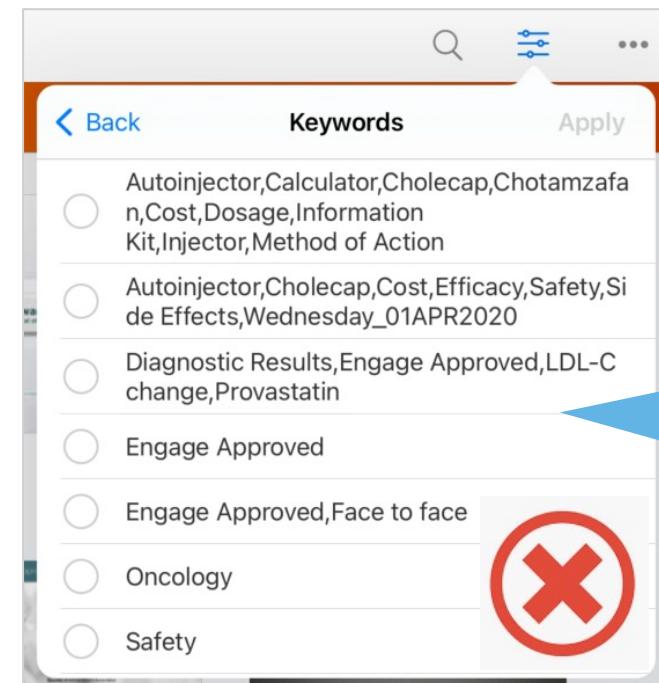 Back
Keywords
Apply
Autoinjector,Calculator,Cholecap,Chotamzafa
n,Cost,Dosage,Information
Kit,Injector,Method of Action
Autoinjector,Cholecap,Cost,Efficacy,Safety,Si
de Effects,Wednesday_01APR2020
Diagnostic Results,Engage Approved,LDL-C
change,Provastatin
Engage Approved
Engage Approved,Face to face
Oncology
Safety